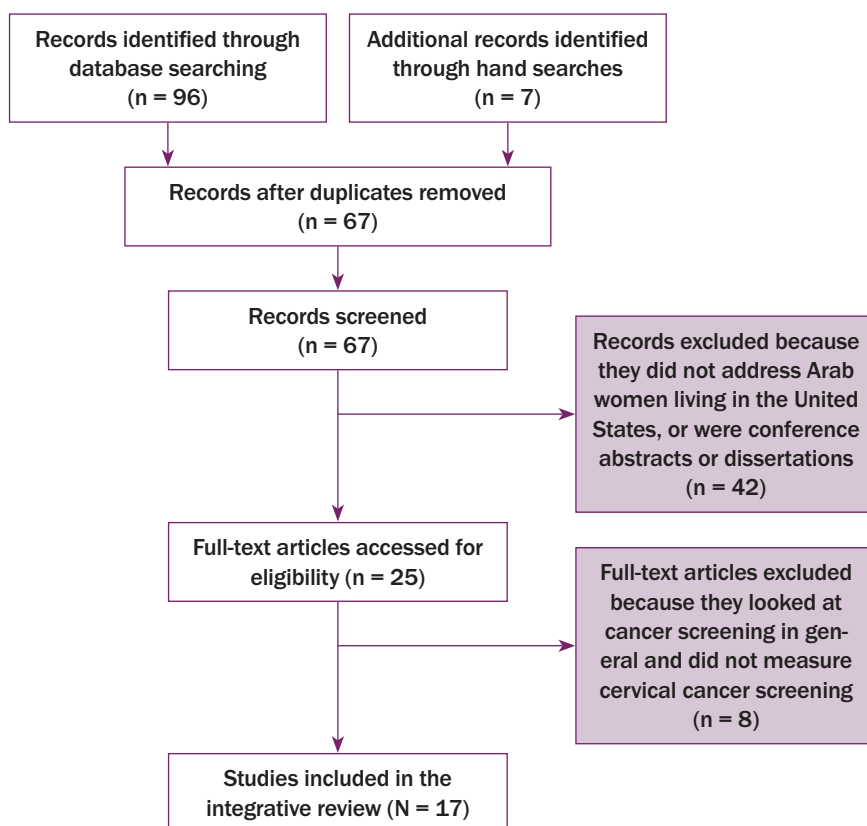 Records identified through
database searching
(n = 96)
Additional records identified
through hand searches
(n = 7)
Records after duplicates removed
(n = 67)
Records screened
(n = 67)
Records excluded because
they did not address Arab
women living in the United
States, or were conference
abstracts or dissertations
(n = 42)
Full-text articles accessed for
eligibility (n = 25)
Full-text articles excluded
because they looked at
cancer screening in gen-
eral and did not measure
cervical cancer screening
(n = 8)
Studies included in the
integrative review (N = 17)